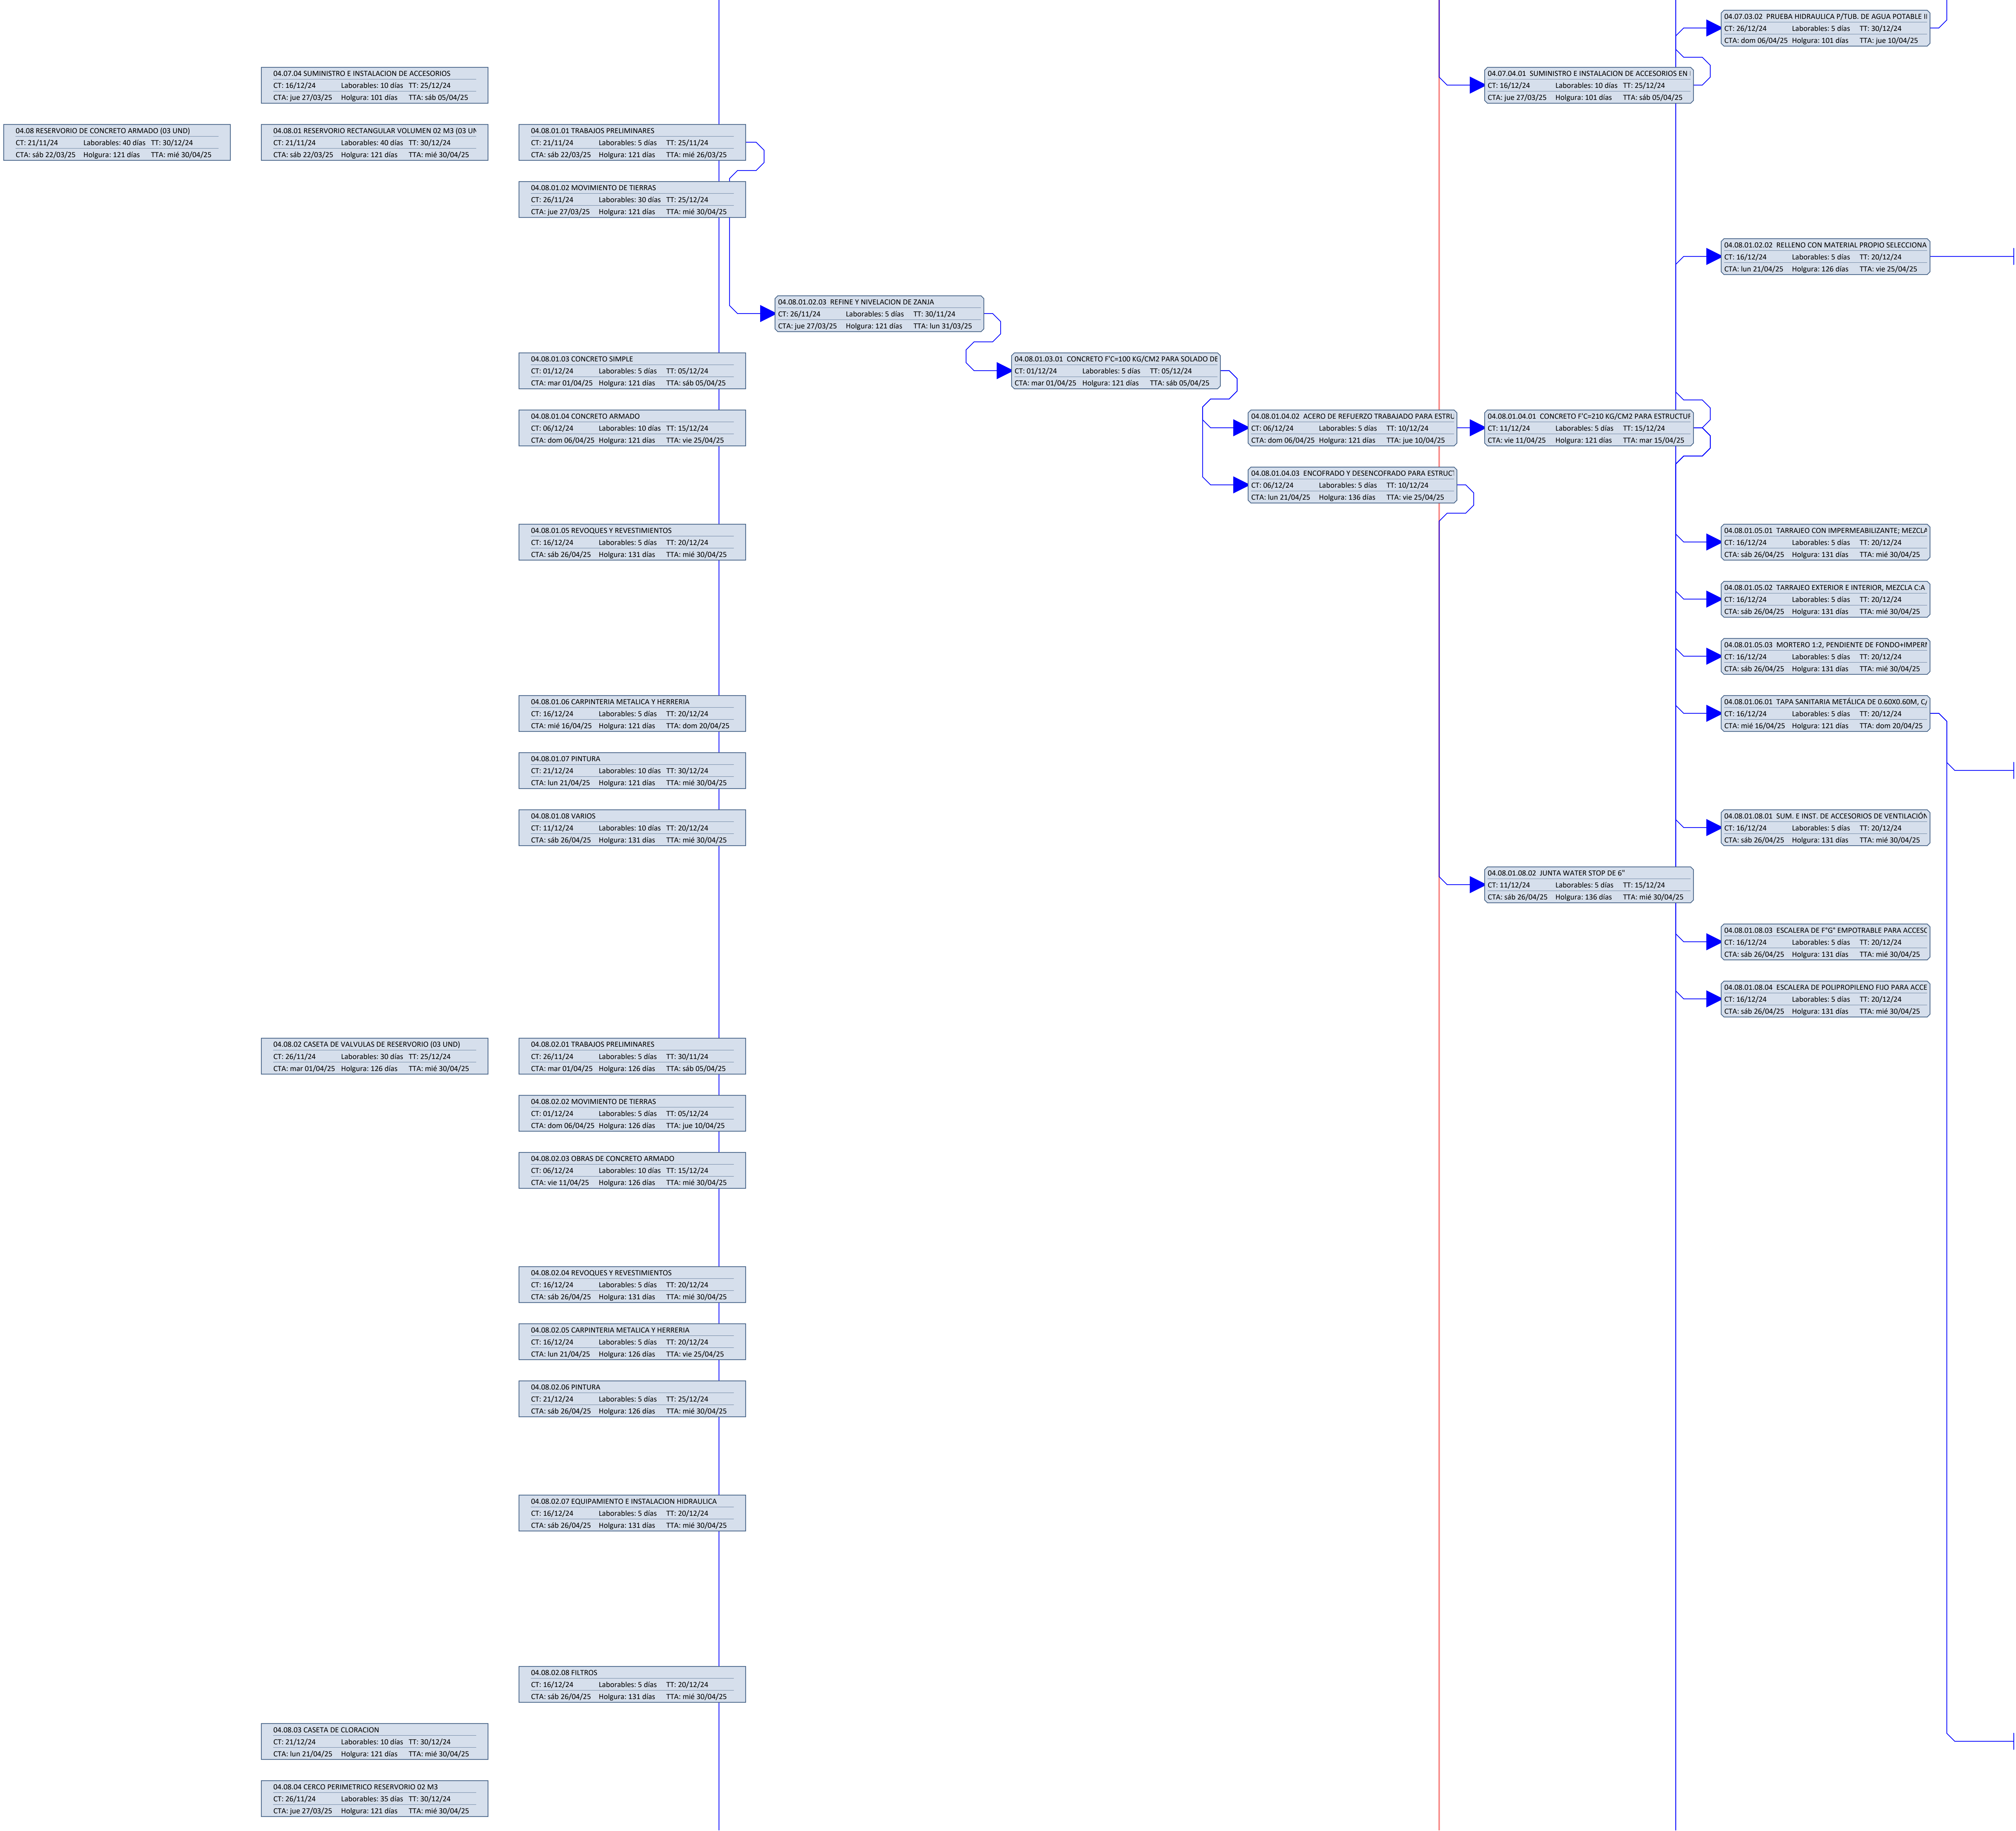 04.07.03.02 PRUEBA HIDRAULICA P/TUB. DE AGUA POTABLE
CT: 26/12/24 Laborables: 5 días TT: 30/12/24
CTA: dom 06/04/25 Holgura: 101 días TTA: jue 10/04/25
04.07.04 SUMINISTRO E INSTALACION DE ACCESORIOS
CT: 16/12/24 Laborables: 10 días TT: 25/12/24
CTA: jue 27/03/25 Holgura: 101 días TTA: sáb 05/04/25
04.07.04.01 SUMINISTRO E INSTALACION DE ACCESORIOS EN
CT: 16/12/24 Laborables: 10 días TT: 25/12/24
CTA: jue 27/03/25 Holgura: 101 días TTA: sáb 05/04/25
04.08 RESERVORIO DE CONCRETO ARMADO (03 UND)
CT: 21/11/24 Laborables: 40 días TT: 30/12/24
CTA: sáb 22/03/25 Holgura: 121 días TTA: mié 30/04/25
04.08.01 RESERVORIO RECTANGULAR VOLUMEN 02 M3 (03 UN
CT: 21/11/24 Laborables: 40 días TT: 30/12/24
CTA: sáb 22/03/25 Holgura: 121 días TTA: mié 30/04/25
04.08.01.01 TRABAJOS PRELIMINARES
CT: 21/11/24 Laborables: 5 días TT: 25/11/24
CTA: sáb 22/03/25 Holgura: 121 días TTA: mié 26/03/25
04.08.01.02 MOVIMIENTO DE TIERRAS
CT: 26/11/24 Laborables: 30 días TT: 25/12/24
CTA: jue 27/03/25 Holgura: 121 días TTA: mié 30/04/25
04.08.01.02.02 RELLENO CON MATERIAL PROPIO SELECCIONA
CT: 16/12/24 Laborables: 5 días TT: 20/12/24
CTA: lun 21/04/25 Holgura: 126 días TTA: vie 25/04/25
04.08.01.02.03 REFINE Y NIVELACION DE ZANJA
CT: 26/11/24 Laborables: 5 días TT: 30/11/24
CTA: jue 27/03/25 Holgura: 121 días TTA: lun 31/03/25
04.08.01.03 CONCRETO SIMPLE
CT: 01/12/24 Laborables: 5 días TT: 05/12/24
CTA: mar 01/04/25 Holgura: 121 días TTA: sáb 05/04/25
04.08.01.03.01 CONCRETO F'C=100 KG/CM2 PARA SOLADO DE
CT: 01/12/24 Laborables: 5 días TT: 05/12/24
CTA: mar 01/04/25 Holgura: 121 días TTA: sáb 05/04/25
04.08.01.04 CONCRETO ARMADO
CT: 06/12/24 Laborables: 10 días TT: 15/12/24
CTA: dom 06/04/25 Holgura: 121 días TTA: vie 25/04/25
04.08.01.04.02 ACERO DE REFUERZO TRABAJADO PARA ESTRU
CT: 06/12/24 Laborables: 5 días TT: 10/12/24
CTA: dom 06/04/25 Holgura: 121 días TTA: jue 10/04/25
04.08.01.04.01 CONCRETO F'C=210 KG/CM2 PARA ESTRUCTUR
CT: 11/12/24 Laborables: 5 días TT: 15/12/24
CTA: vie 11/04/25 Holgura: 121 días TTA: mar 15/04/25
04.08.01.04.03 ENCOFRADO Y DESENCOFRADO PARA ESTRUCT
CT: 06/12/24 Laborables: 5 días TT: 10/12/24
CTA: lun 21/04/25 Holgura: 136 días TTA: vie 25/04/25
04.08.01.05 REVOQUES Y REVESTIMIENTOS
CT: 16/12/24 Laborables: 5 días TT: 20/12/24
CTA: sáb 26/04/25 Holgura: 131 días TTA: mié 30/04/25
04.08.01.05.01 TARRAJEO CON IMPERMEABILIZANTE; MEZCLA
CT: 16/12/24 Laborables: 5 días TT: 20/12/24
CTA: sáb 26/04/25 Holgura: 131 días TTA: mié 30/04/25
04.08.01.05.02 TARRAJEO EXTERIOR E INTERIOR, MEZCLA C:A
CT: 16/12/24 Laborables: 5 días TT: 20/12/24
CTA: sáb 26/04/25 Holgura: 131 días TTA: mié 30/04/25
04.08.01.05.03 MORTERO 1:2, PENDIENTE DE FONDO+IMPER
CT: 16/12/24 Laborables: 5 días TT: 20/12/24
CTA: sáb 26/04/25 Holgura: 131 días TTA: mié 30/04/25
04.08.01.06 CARPINTERIA METALICA Y HERRERIA
CT: 16/12/24 Laborables: 5 días TT: 20/12/24
CTA: mié 16/04/25 Holgura: 121 días TTA: dom 20/04/25
04.08.01.06.01 TAPA SANITARIA METÁLICA DE 0.60X0.60M, C/
CT: 16/12/24 Laborables: 5 días TT: 20/12/24
CTA: mié 16/04/25 Holgura: 121 días TTA: dom 20/04/25
04.08.01.07 PINTURA
CT: 21/12/24 Laborables: 10 días TT: 30/12/24
CTA: lun 21/04/25 Holgura: 121 días TTA: mié 30/04/25
04.08.01.08 VARIOS
CT: 11/12/24 Laborables: 10 días TT: 20/12/24
CTA: sáb 26/04/25 Holgura: 131 días TTA: mié 30/04/25
04.08.01.08.01 SUM. E INST. DE ACCESORIOS DE VENTILACIÓN
CT: 16/12/24 Laborables: 5 días TT: 20/12/24
CTA: sáb 26/04/25 Holgura: 131 días TTA: mié 30/04/25
04.08.01.08.02 JUNTA WATER STOP DE 6"
CT: 11/12/24 Laborables: 5 días TT: 15/12/24
CTA: sáb 26/04/25 Holgura: 136 días TTA: mié 30/04/25
04.08.01.08.03 ESCALERA DE F"G" EMPOTRABLE PARA ACCESO
CT: 16/12/24 Laborables: 5 días TT: 20/12/24
CTA: sáb 26/04/25 Holgura: 131 días TTA: mié 30/04/25
04.08.01.08.04 ESCALERA DE POLIPROPILENO FIJO PARA ACCE
CT: 16/12/24 Laborables: 5 días TT: 20/12/24
CTA: sáb 26/04/25 Holgura: 131 días TTA: mié 30/04/25
04.08.02 CASETA DE VALVULAS DE RESERVORIO (03 UND)
CT: 26/11/24 Laborables: 30 días TT: 25/12/24
CTA: mar 01/04/25 Holgura: 126 días TTA: mié 30/04/25
04.08.02.01 TRABAJOS PRELIMINARES
CT: 26/11/24 Laborables: 5 días TT: 30/11/24
CTA: mar 01/04/25 Holgura: 126 días TTA: sáb 05/04/25
04.08.02.02 MOVIMIENTO DE TIERRAS
CT: 01/12/24 Laborables: 5 días TT: 05/12/24
CTA: dom 06/04/25 Holgura: 126 días TTA: jue 10/04/25
04.08.02.03 OBRAS DE CONCRETO ARMADO
CT: 06/12/24 Laborables: 10 días TT: 15/12/24
CTA: vie 11/04/25 Holgura: 126 días TTA: mié 30/04/25
04.08.02.04 REVOQUES Y REVESTIMIENTOS
CT: 16/12/24 Laborables: 5 días TT: 20/12/24
CTA: sáb 26/04/25 Holgura: 131 días TTA: mié 30/04/25
04.08.02.05 CARPINTERIA METALICA Y HERRERIA
CT: 16/12/24 Laborables: 5 días TT: 20/12/24
CTA: lun 21/04/25 Holgura: 126 días TTA: vie 25/04/25
04.08.02.06 PINTURA
CT: 21/12/24 Laborables: 5 días TT: 25/12/24
CTA: sáb 26/04/25 Holgura: 126 días TTA: mié 30/04/25
04.08.02.07 EQUIPAMIENTO E INSTALACION HIDRAULICA
CT: 16/12/24 Laborables: 5 días TT: 20/12/24
CTA: sáb 26/04/25 Holgura: 131 días TTA: mié 30/04/25
04.08.02.08 FILTROS
CT: 16/12/24 Laborables: 5 días TT: 20/12/24
CTA: sáb 26/04/25 Holgura: 131 días TTA: mié 30/04/25
04.08.03 CASETA DE CLORACION
CT: 21/12/24 Laborables: 10 días TT: 30/12/24
CTA: lun 21/04/25 Holgura: 121 días TTA: mié 30/04/25
04.08.04 CERCO PERIMETRICO RESERVORIO 02 M3
CT: 26/11/24 Laborables: 35 días TT: 30/12/24
CTA: jue 27/03/25 Holgura: 121 días TTA: mié 30/04/25